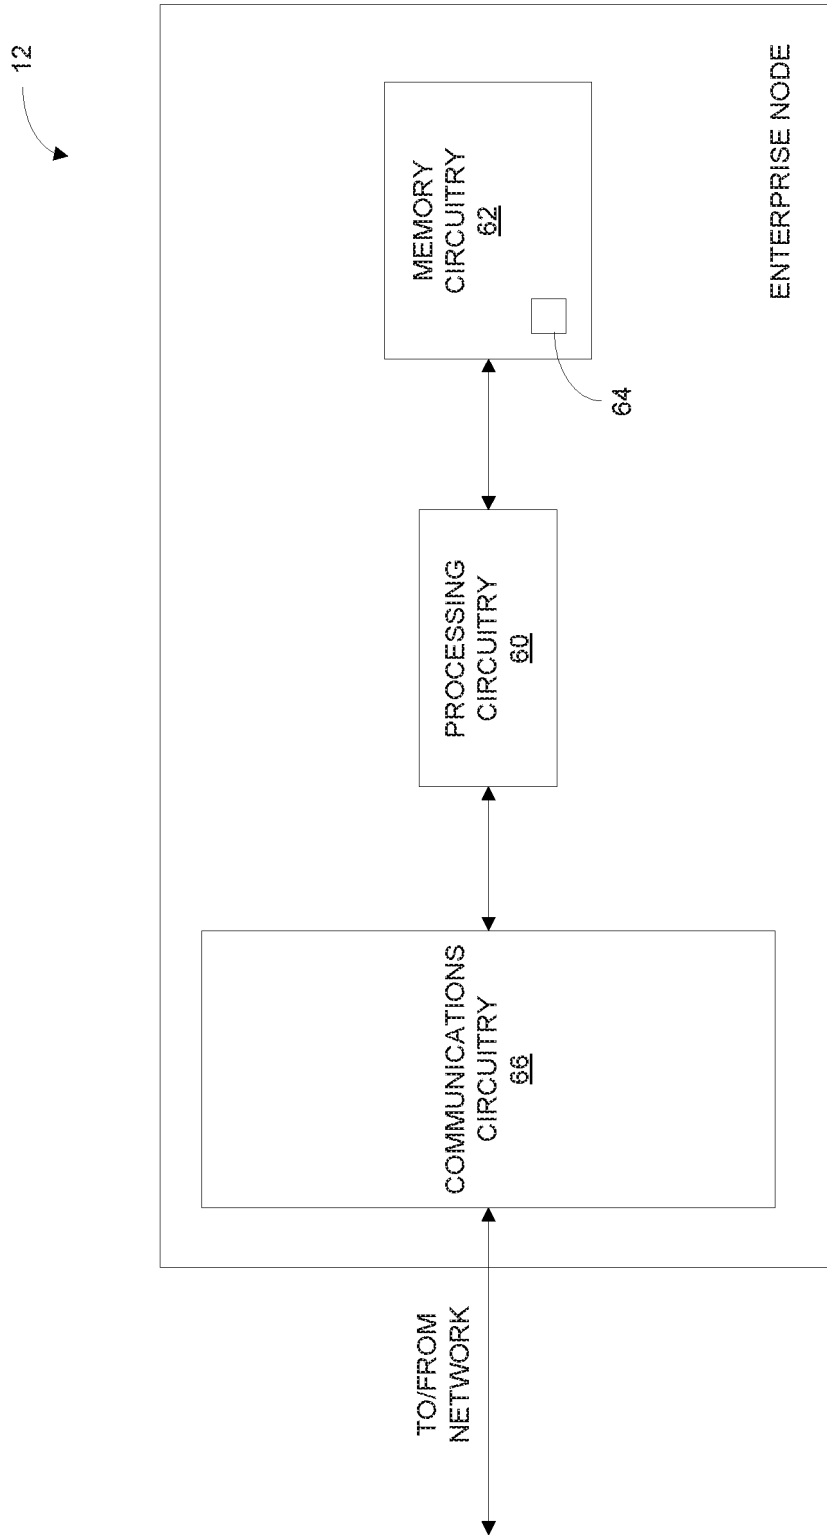 12
TO/FROM
NETWORK
COMMUNICATIONS
CIRCUITRY
66
PROCESSING
CIRCUITRY
60
MEMORY
CIRCUITRY
62
64
ENTERPRISE NODE